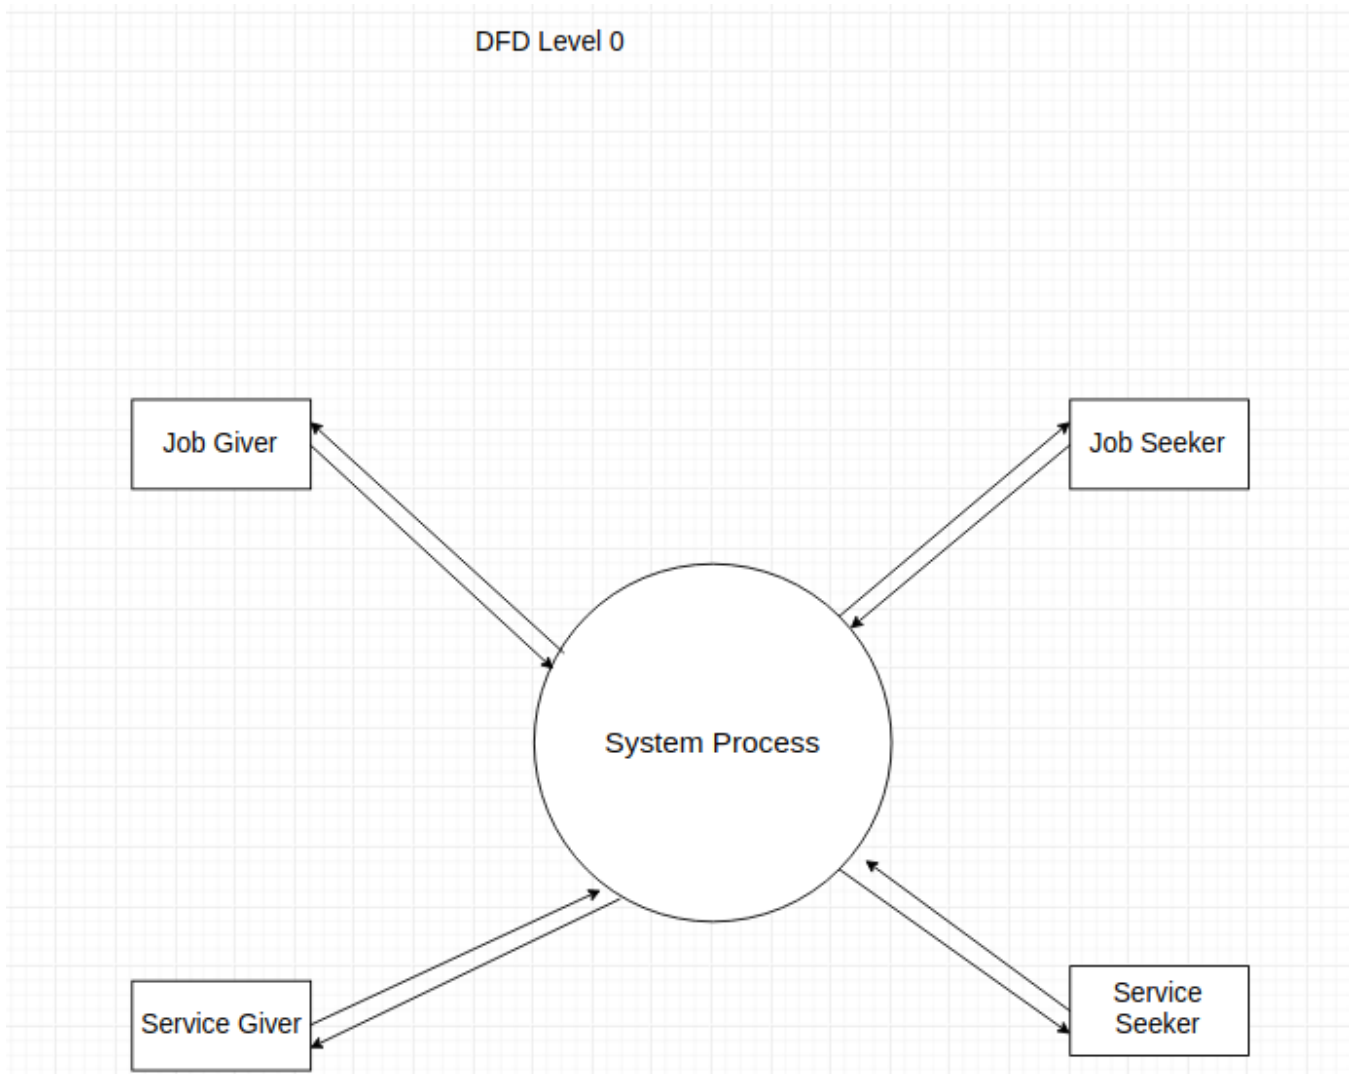 DFD Level 0
Job Giver
Job Seeker
System Process
Service Giver
Service
Seeker